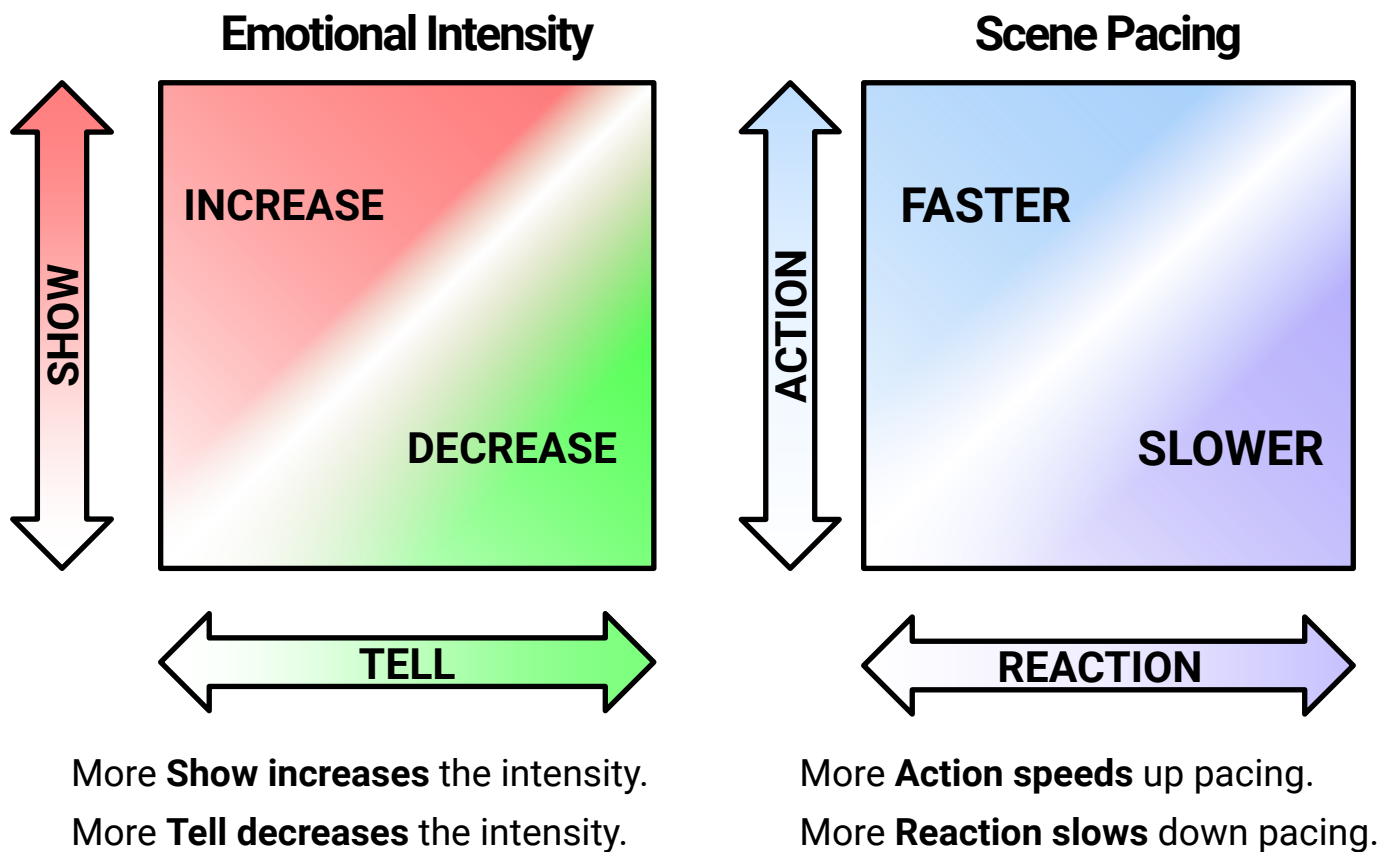 Emotional Intensity
SHOW
INCREASE
DECREASE
TELL
More Show increases the intensity.
More Tell decreases the intensity.
Scene Pacing
ACTION
FASTER
SLOWER
REACTION
More Action speeds up pacing.
More Reaction slows down pacing.